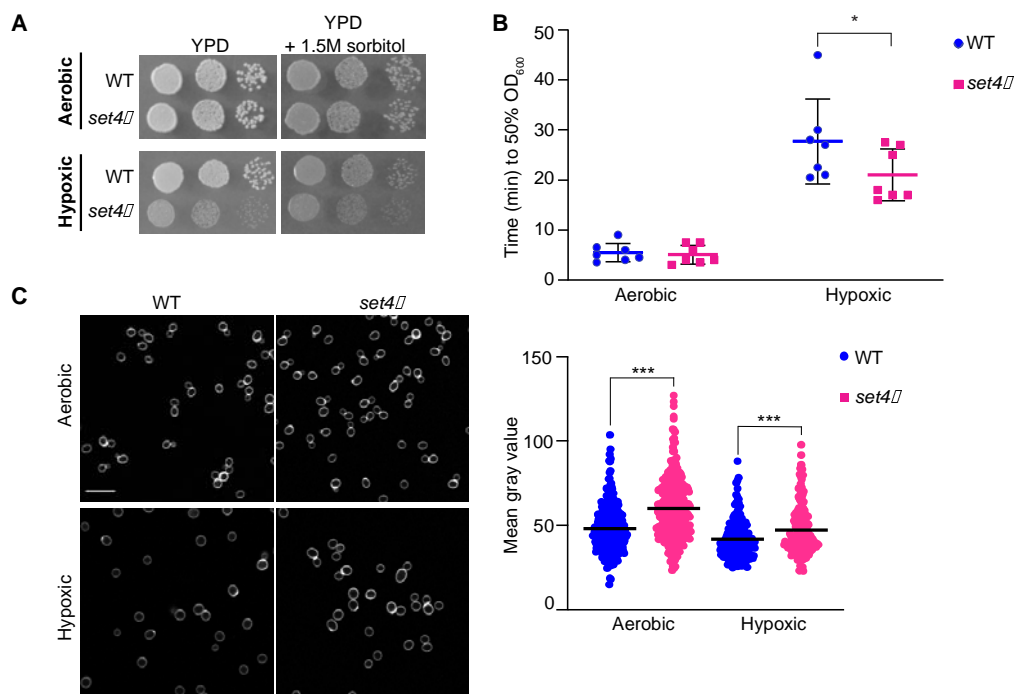 A
YPD
YPD
+ 1.5M sorbitol
Aerobic
WT
set4▯
Hypoxic
WT
set4▯
B
Time (min) to 50% OD600
50
40
30
20
10
0
*
WT
set4▯
Aerobic
Hypoxic
C
WT
set4▯
Aerobic
Hypoxic
Mean gray value
150
100
50
0
***
***
WT
set4▯
Aerobic
Hypoxic